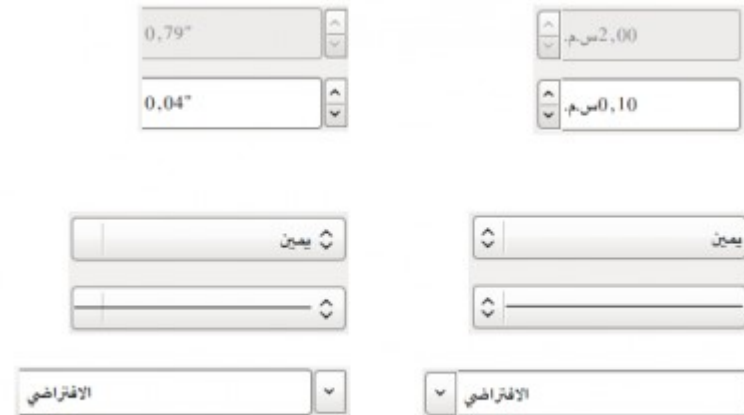 0,79"
2,00س.م.
0,04"
0,10س.م.
يمين
يمين
الافتراضي
الافتراضي